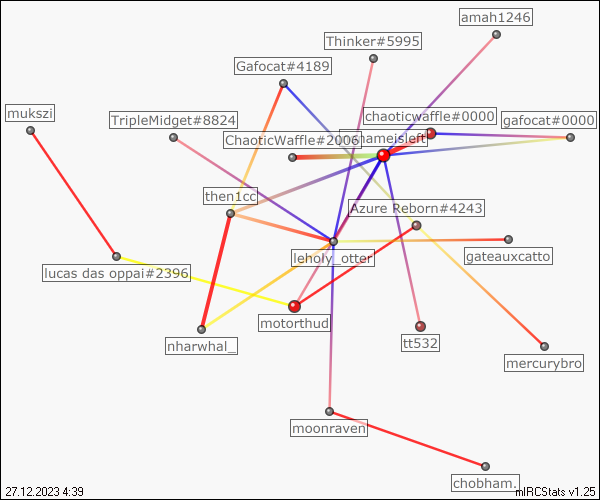 amah1246
Thinker#5995
Gafocat#4189
mukszi
TripleMidget#8824
chaoticwaffle#0000
gafocat#0000
ChaoticWaffle#2006
hameisleft
then1cc
Azure Reborn#4243
leholy_otter
gateauxcatto
lucas das oppai#2396
motorthud
tt532
nharwhal_
mercurybro
moonraven
chobham.
27.12.2023 4:39
mIRCStats v1.25